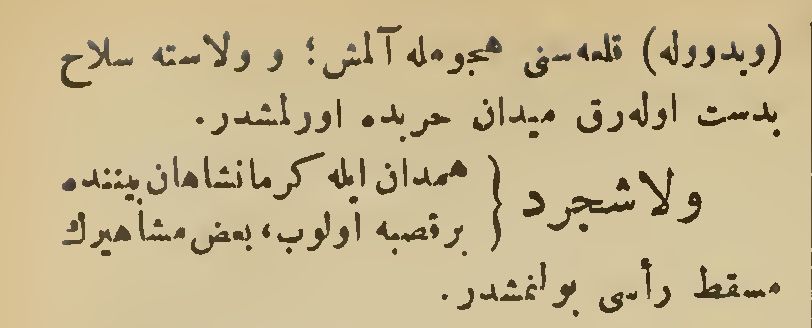 (ویدووله) قلعه‌سنی هجومله آلمش؛ و ولاسته سلاح
بدست اوله‌رق میدان حربده اورلمشدر.
ولاشجرد { همدان ایله کرمانشاهان بیننده
برقصبه اولوب، بعض مشاهیرك
مسقط رأسی بولنمشدر.